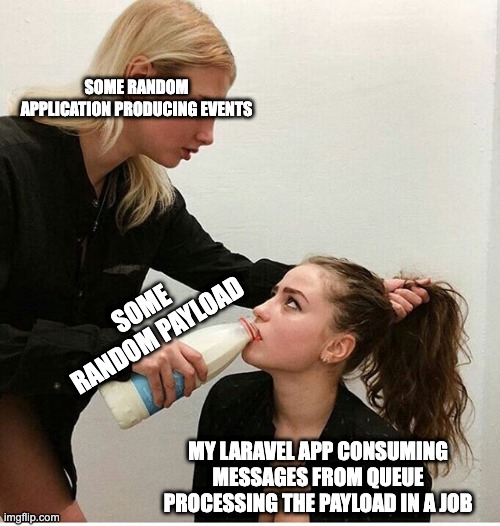 SOME RANDOM
APPLICATION PRODUCING EVENTS
SOME
RANDOM PAYLOAD
MY LARAVEL APP CONSUMING
MESSAGES FROM QUEUE
PROCESSING THE PAYLOAD IN A JOB
imgflip.com